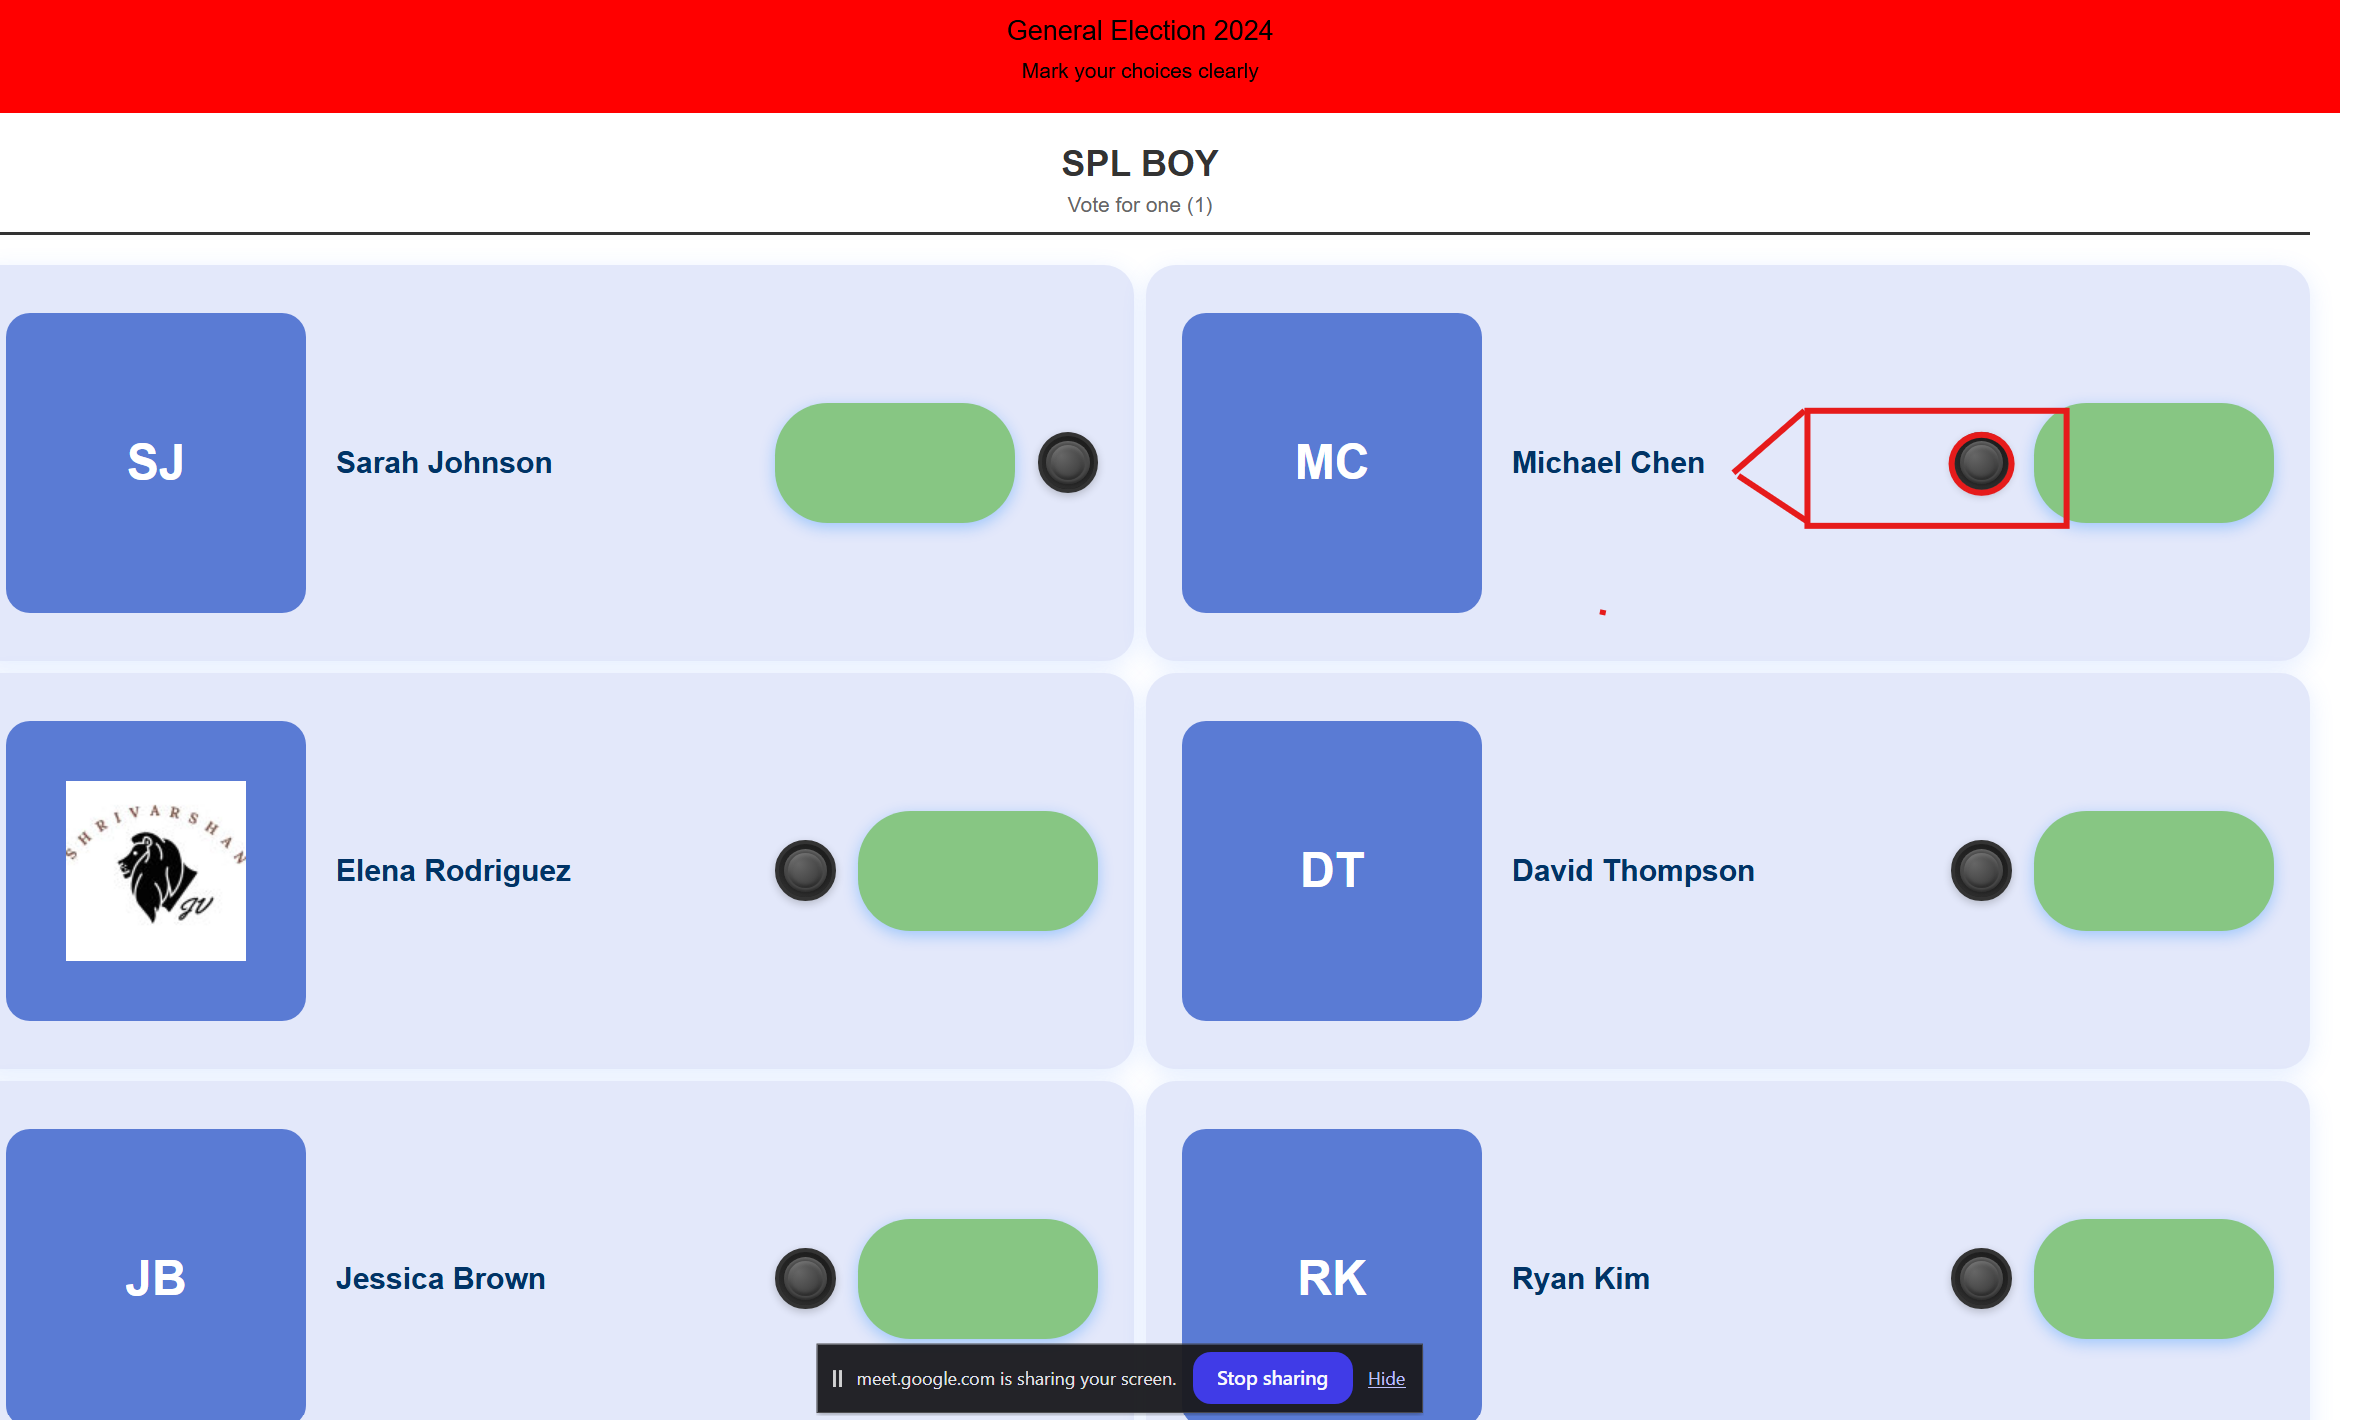 General Election 2024
Mark your choices clearly
SPL BOY
Vote for one (1)
SJ
Sarah Johnson
MC
Michael Chen
SHRIVARSHAN
JV
Elena Rodriguez
DT
David Thompson
JB
Jessica Brown
RK
Ryan Kim
meet.google.com is sharing your screen.
Stop sharing
Hide